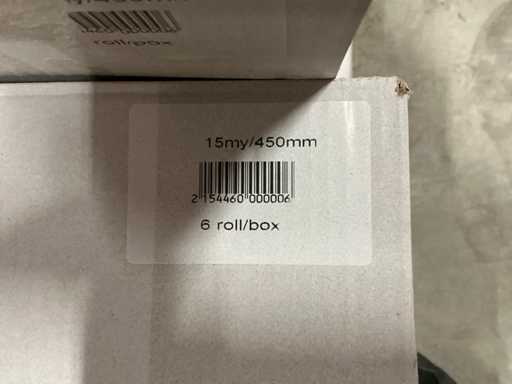 roll/box
15my/450mm
2 154460 000006
6 roll/box